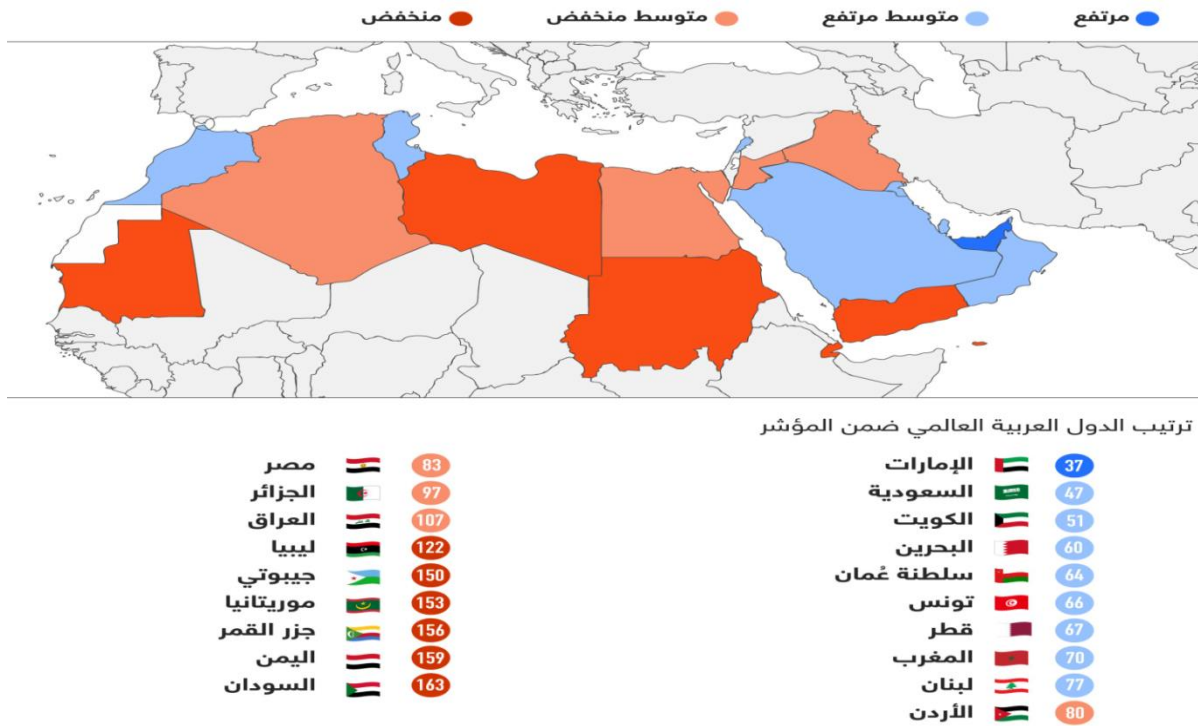 مرتفع متوسط مرتفع متوسط منخفض منخفض
ترتيب الدول العربية العالمي ضمن المؤشر
37 الإمارات
47 السعودية
51 الكويت
60 البحرين
64 سلطنة عُمان
66 تونس
67 قطر
70 المغرب
77 لبنان
80 الأردن
83 مصر
97 الجزائر
107 العراق
122 ليبيا
150 جيبوتي
153 موريتانيا
156 جزر القمر
159 اليمن
163 السودان